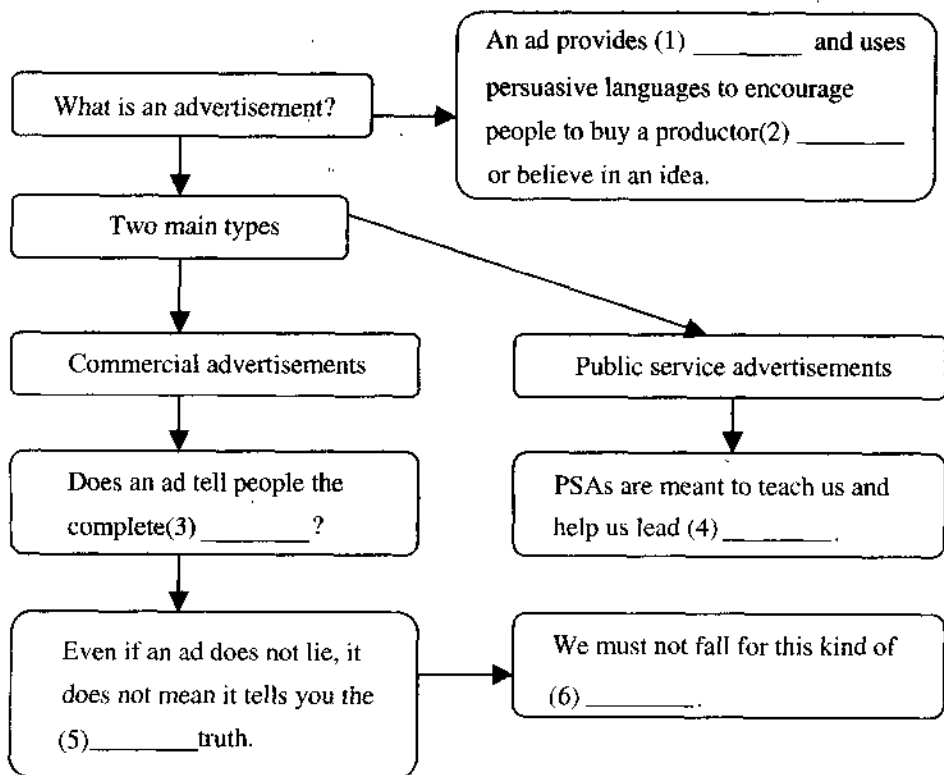 An ad provides (1) ________ and uses
persuasive languages to encourage
people to buy a productor(2) ________
or believe in an idea.
What is an advertisement?
Two main types
Commercial advertisements
Public service advertisements
Does an ad tell people the
complete(3) ________ ?
PSAs are meant to teach us and
help us lead (4) ________.
Even if an ad does not lie, it
does not mean it tells you the
(5)________truth.
We must not fall for this kind of
(6) ________.